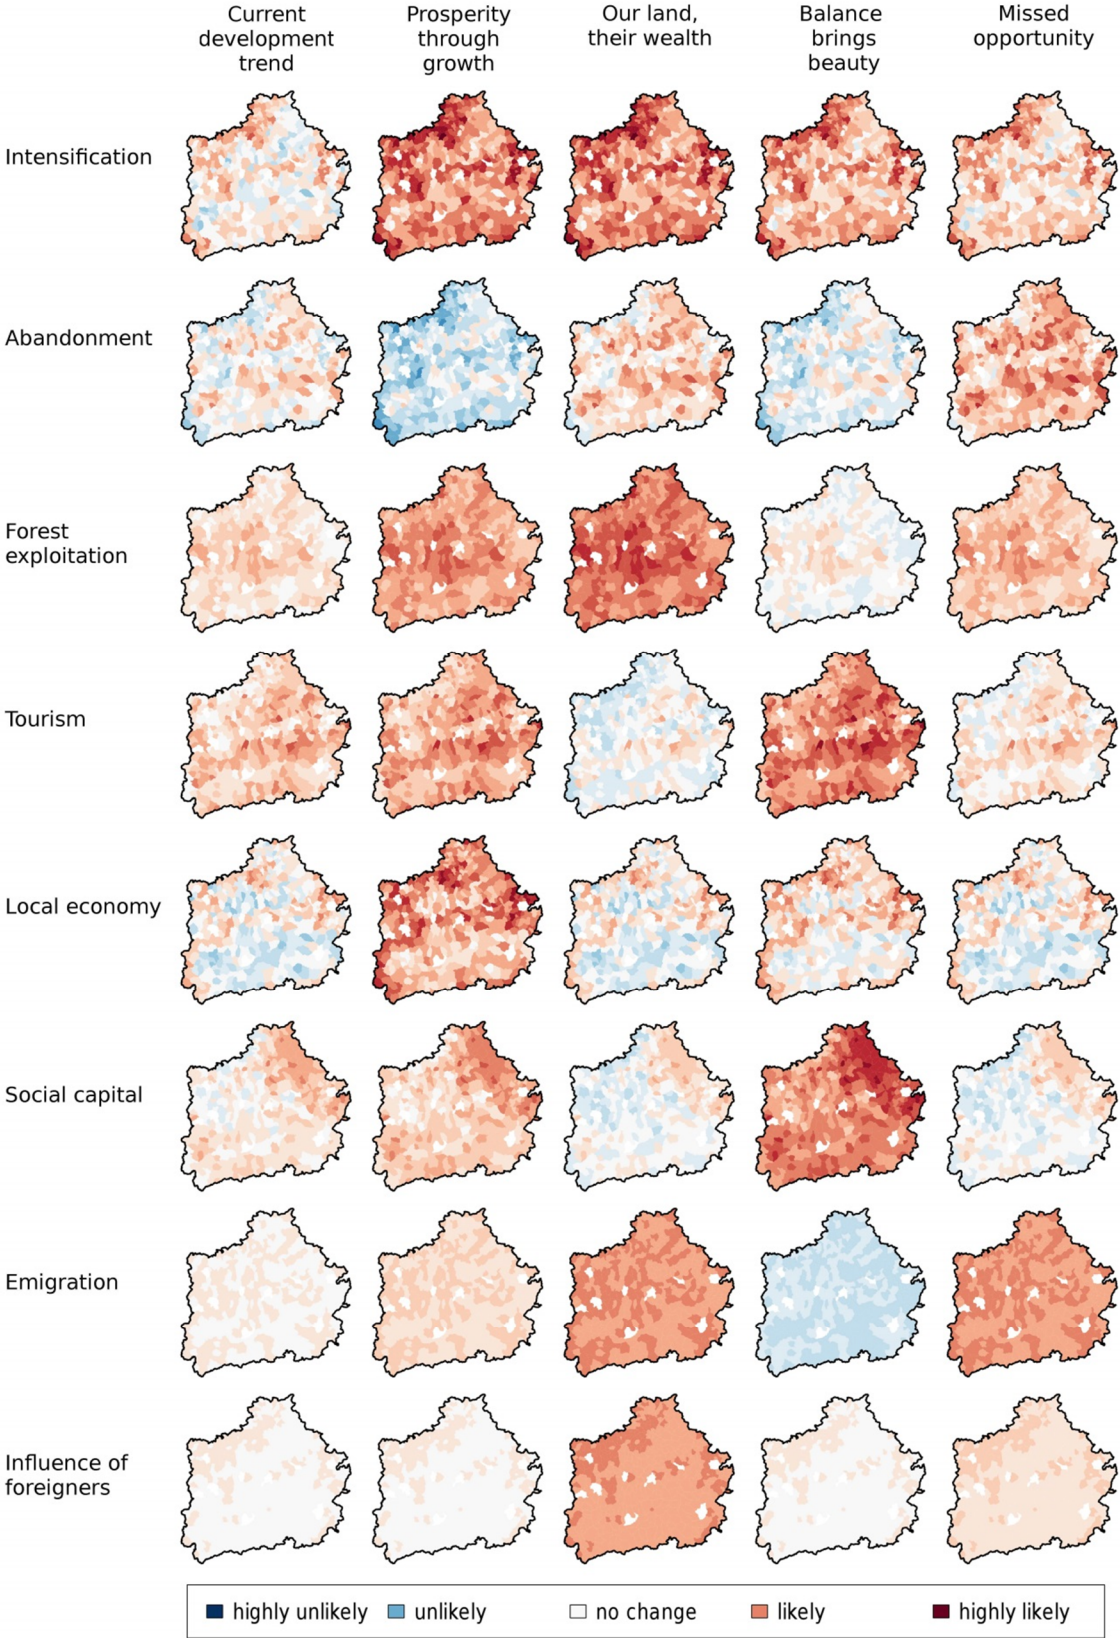 Current
development
trend
Prosperity
through
growth
Our land,
their wealth
Balance
brings
beauty
Missed
opportunity
Intensification
Abandonment
Forest
exploitation
Tourism
Local economy
Social capital
Emigration
Influence of
foreigners
highly unlikely unlikely no change likely highly likely